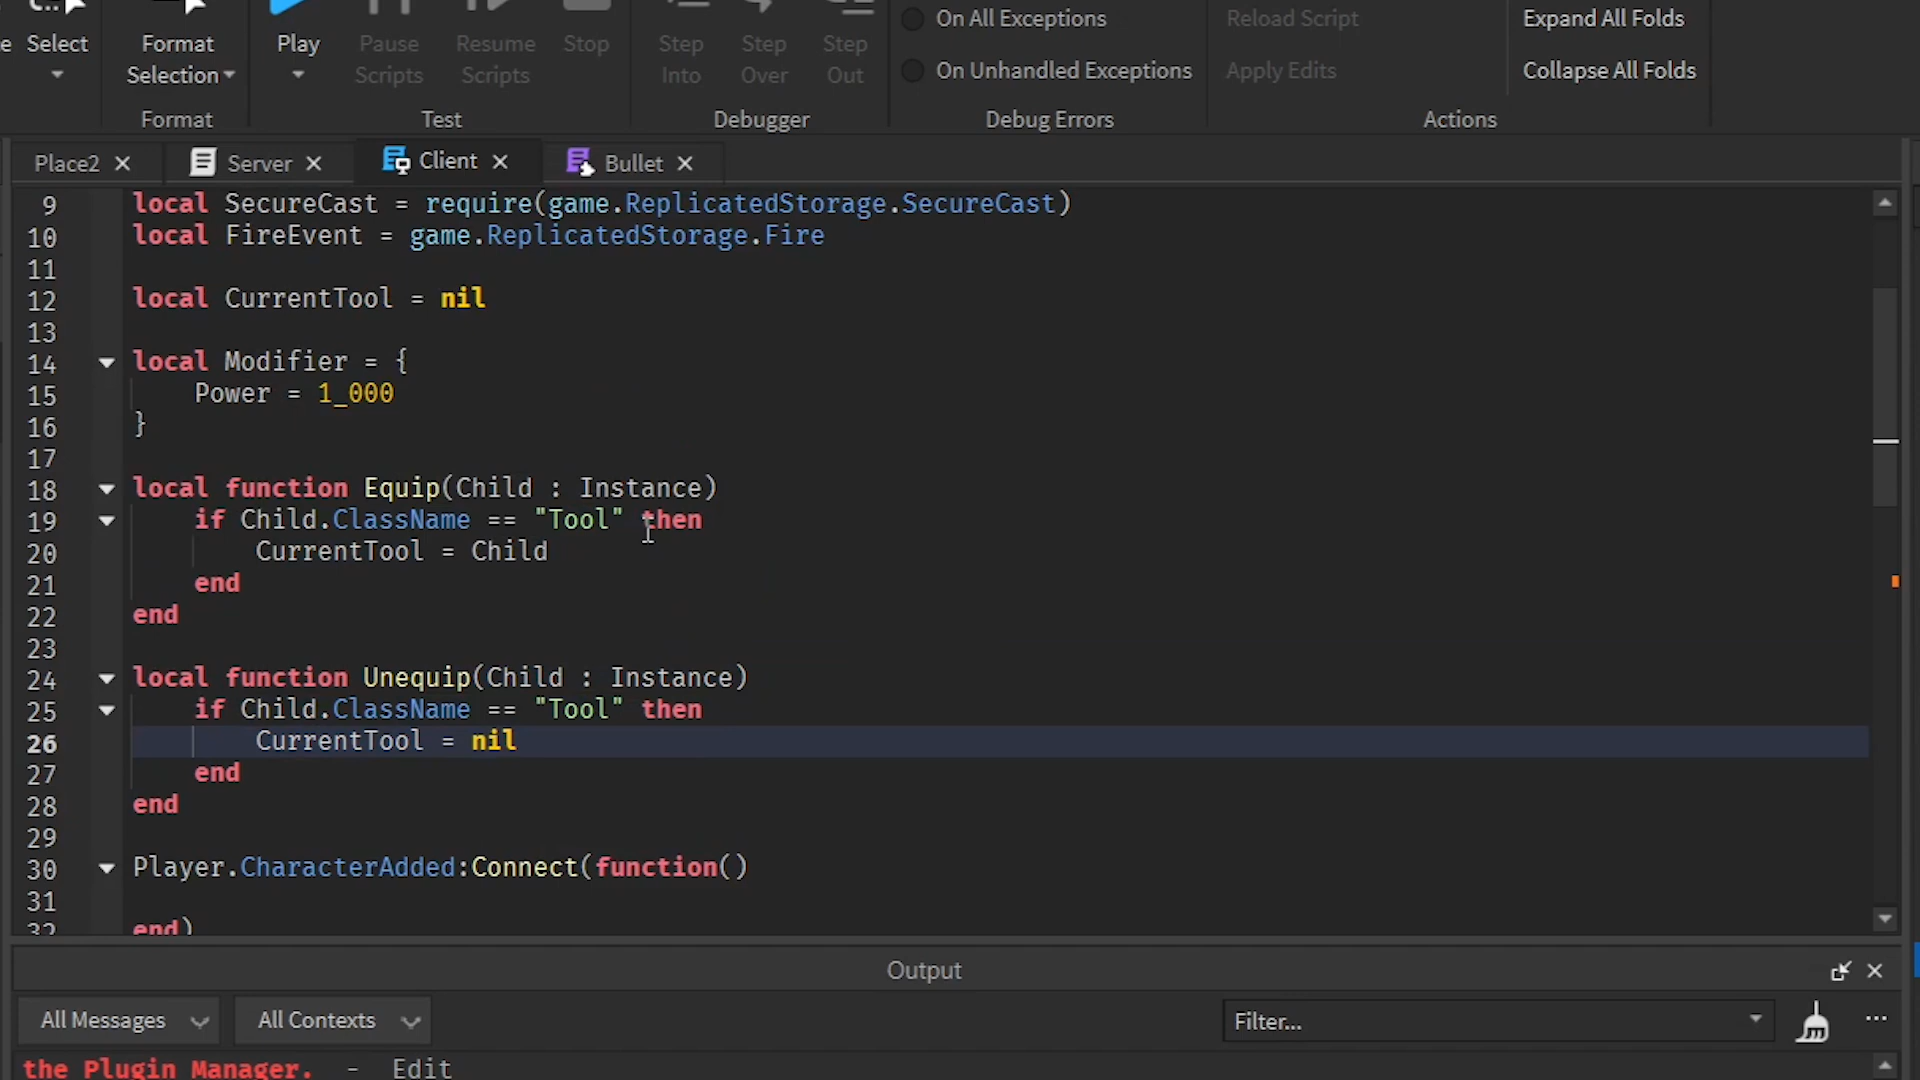 e Select Format Selection Play Pause Scripts Resume Scripts Stop Step Into Step Over Step Out On All Exceptions Reload Script Expand All Folds
On Unhandled Exceptions Apply Edits Collapse All Folds
Format Test Debugger Debug Errors Actions
Place2 Server Client Bullet
9 local SecureCast = require(game.ReplicatedStorage.SecureCast)
10 local FireEvent = game.ReplicatedStorage.Fire
11
12 local CurrentTool = nil
13
14 local Modifier = {
15 Power = 1_000
16 }
17
18 local function Equip(Child : Instance)
19 if Child.ClassName == "Tool" then
20 CurrentTool = Child
21 end
22 end
23
24 local function Unequip(Child : Instance)
25 if Child.ClassName == "Tool" then
26 CurrentTool = nil
27 end
28 end
29
30 Player.CharacterAdded:Connect(function()
31
32 end)
Output
All Messages All Contexts Filter... ...
the Plugin Manager. - Edit